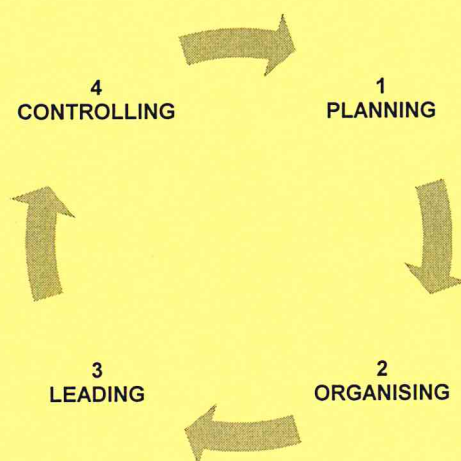 4
CONTROLLING
1
PLANNING
3
LEADING
2
ORGANISING